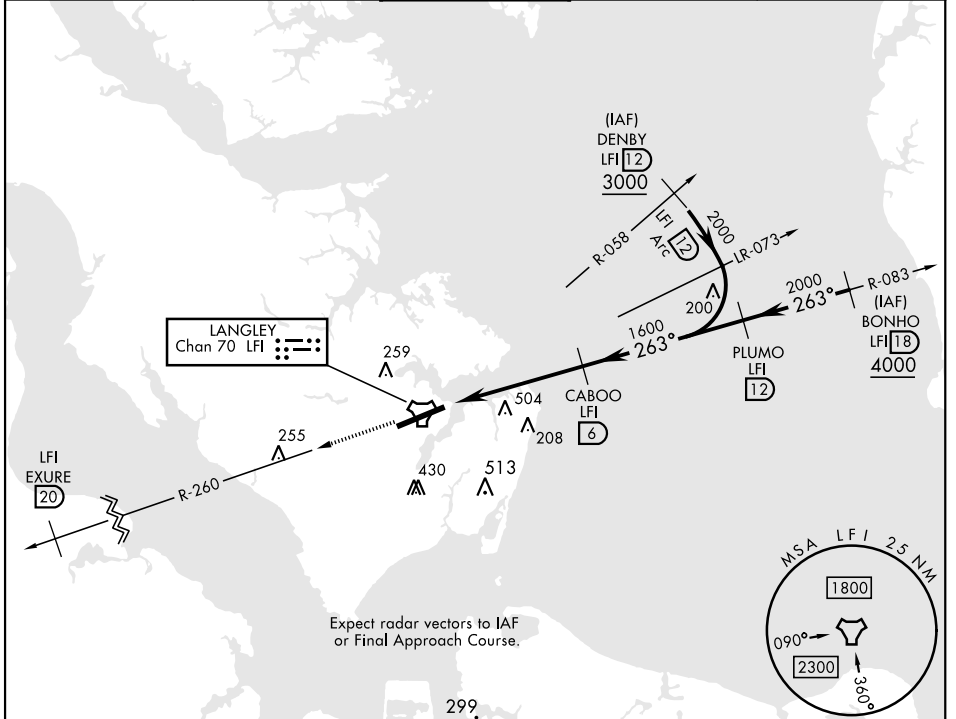 (IAF)
DENBY
LFI 12
3000
2000
R-058
LFI
12
Arc
LR-073
200
2000
263°
R-083
(IAF)
BONHO
LFI 18
4000
1600
263°
PLUMO
LFI
12
LANGLEY
Chan 70 LFI
259
CABOO
LFI
6
504
208
255
430
513
LFI
EXURE
20
R-260
Expect radar vectors to IAF
or Final Approach Course.
MSA LFI 25 NM
1800
090°
2300
360°
299